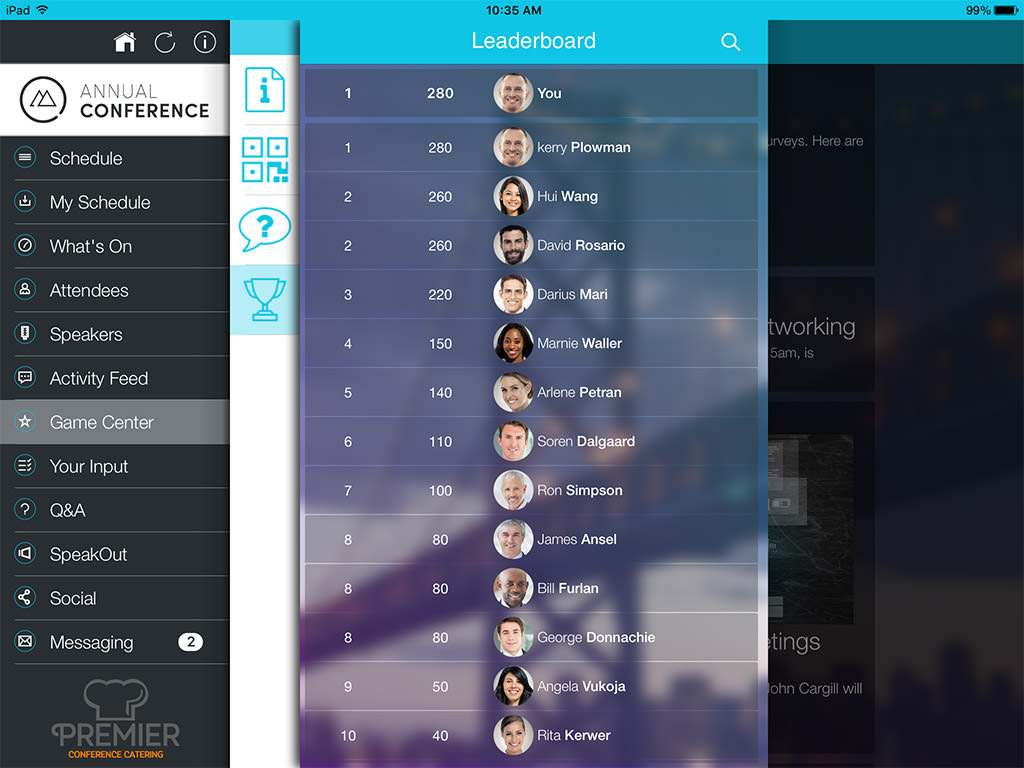 iPad
10:35 AM
99%
ANNUAL
CONFERENCE
Schedule
My Schedule
What's On
Attendees
Speakers
Activity Feed
Game Center
Your Input
Q&A
SpeakOut
Social
Messaging 2
PREMIER
CONFERENCE CATERING
Leaderboard
1 280 You
1 280 kerry Plowman
2 260 Hui Wang
2 260 David Rosario
3 220 Darius Mari
4 150 Marnie Waller
5 140 Arlene Petran
6 110 Soren Dalgaard
7 100 Ron Simpson
8 80 James Ansel
8 80 Bill Furlan
8 80 George Donnachie
9 50 Angela Vukoja
10 40 Rita Kerwer
urveys. Here are
tworking
5am, is
etings
John Cargill will